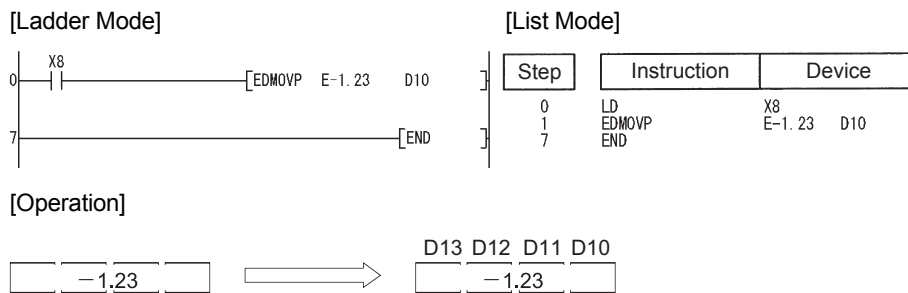 [Ladder Mode]
[List Mode]
X8
0
[EDMOVP E-1.23 D10 ]
7
[END ]
Step Instruction Device
0 LD X8
1 EDMOVP E-1.23 D10
7 END
[Operation]
D13 D12 D11 D10
−1.23
−1.23